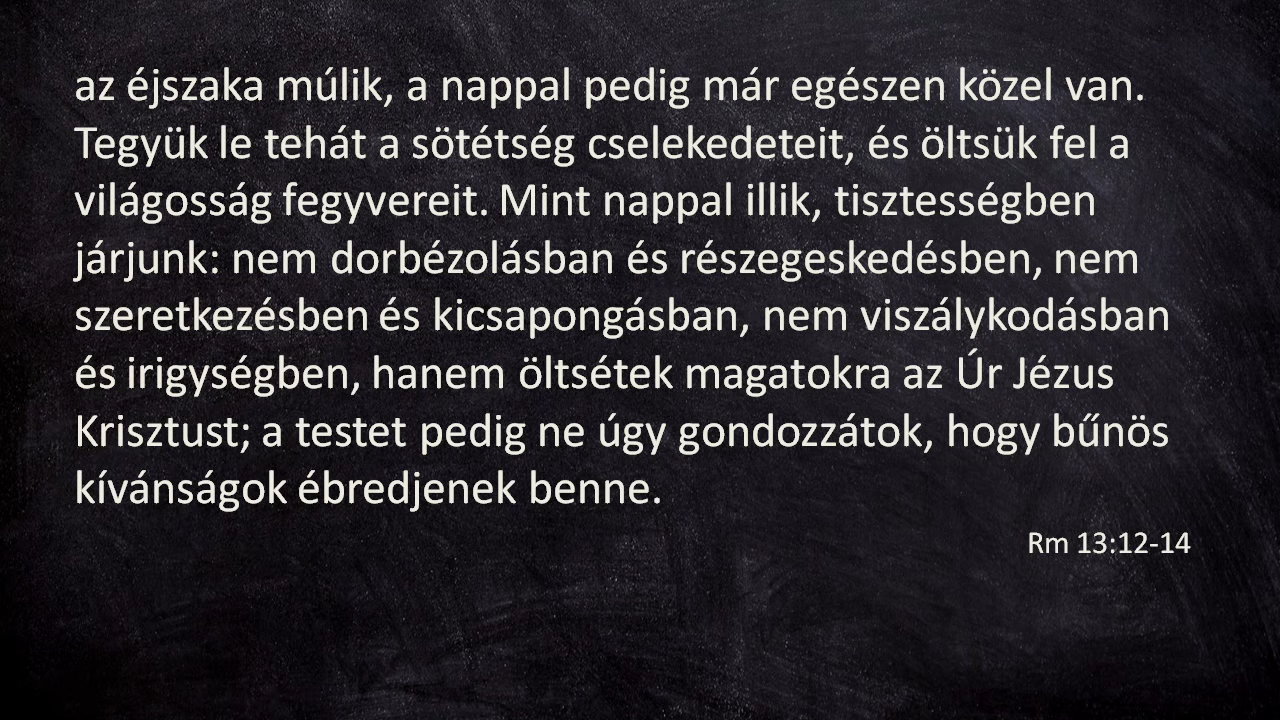 az éjszaka múlik, a nappal pedig már egészen közel van.
Tegyük le tehát a sötétség cselekedeteit, és öltsük fel a
világosság fegyvereit. Mint nappal illik, tisztességben
járjunk: nem dorbézolásban és részegeskedésben, nem
szeretkezésben és kicsapongásban, nem viszálykodásban
és irigységben, hanem öltsétek magatokra az Úr Jézus
Krisztust; a testet pedig ne úgy gondozzátok, hogy bűnös
kívánságok ébredjenek benne.
Rm 13:12-14